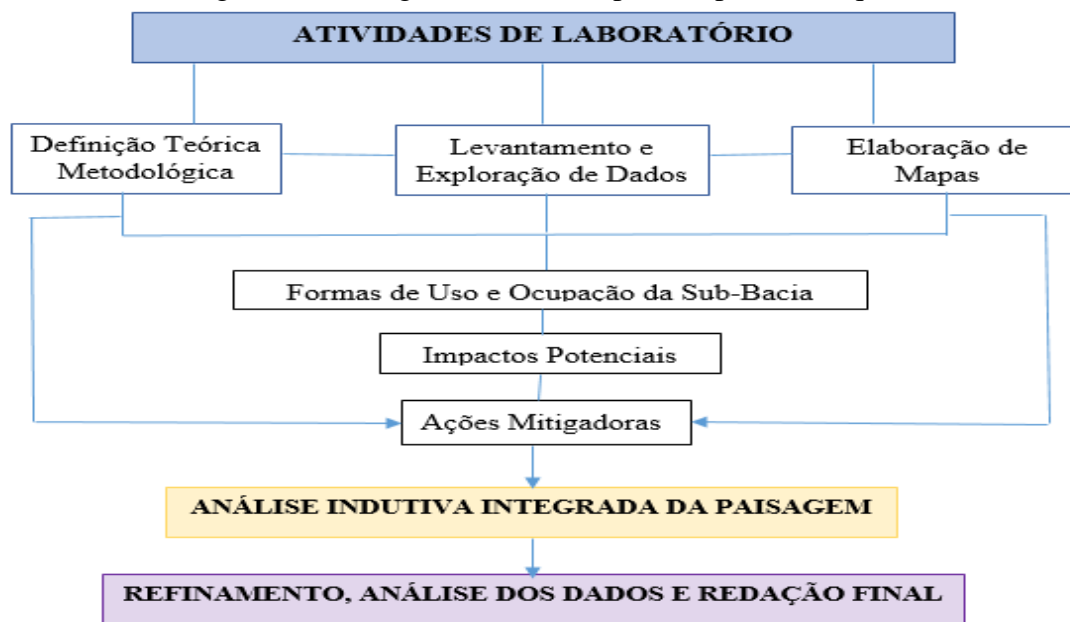 ATIVIDADES DE LABORATÓRIO
Definição Teórica
Metodológica
Levantamento e
Exploração de Dados
Elaboração de
Mapas
Formas de Uso e Ocupação da Sub-Bacia
Impactos Potenciais
Ações Mitigadoras
ANÁLISE INDUTIVA INTEGRADA DA PAISAGEM
REFINAMENTO, ANÁLISE DOS DADOS E REDAÇÃO FINAL